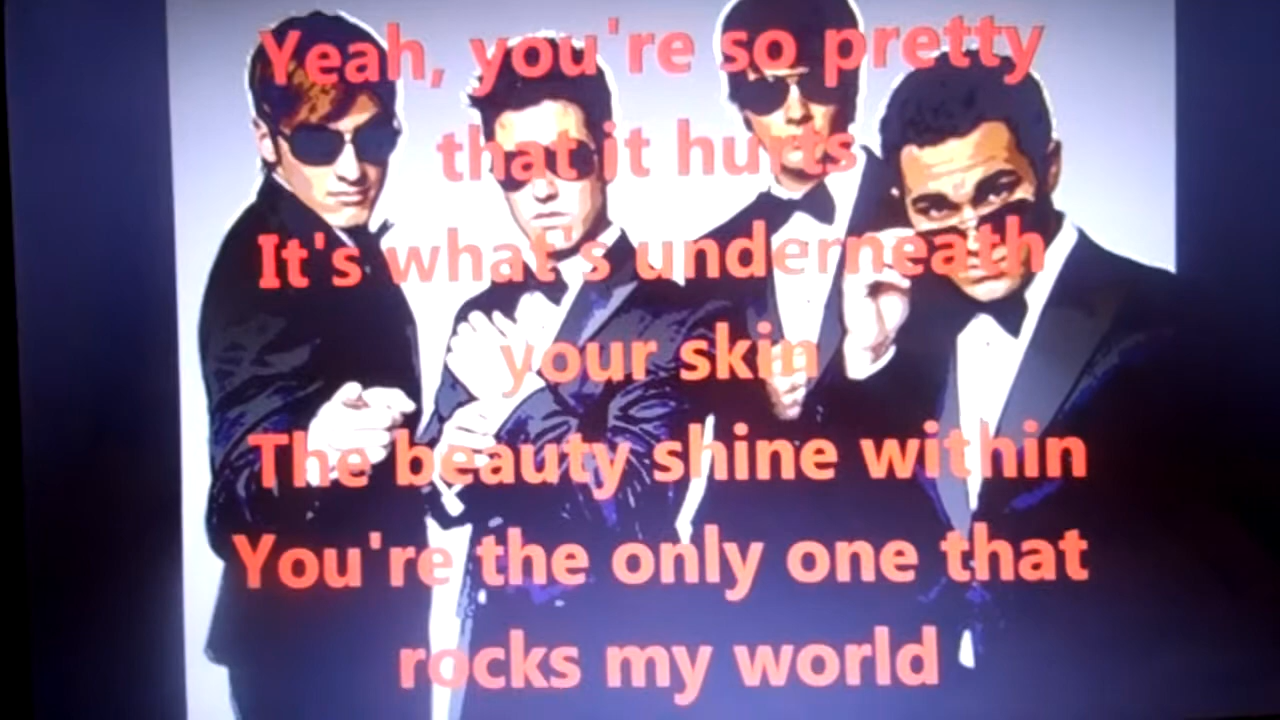 Yeah, you're so pretty
that it hurts
It's what's underneath
your skin
The beauty shine within
You're the only one that
rocks my world